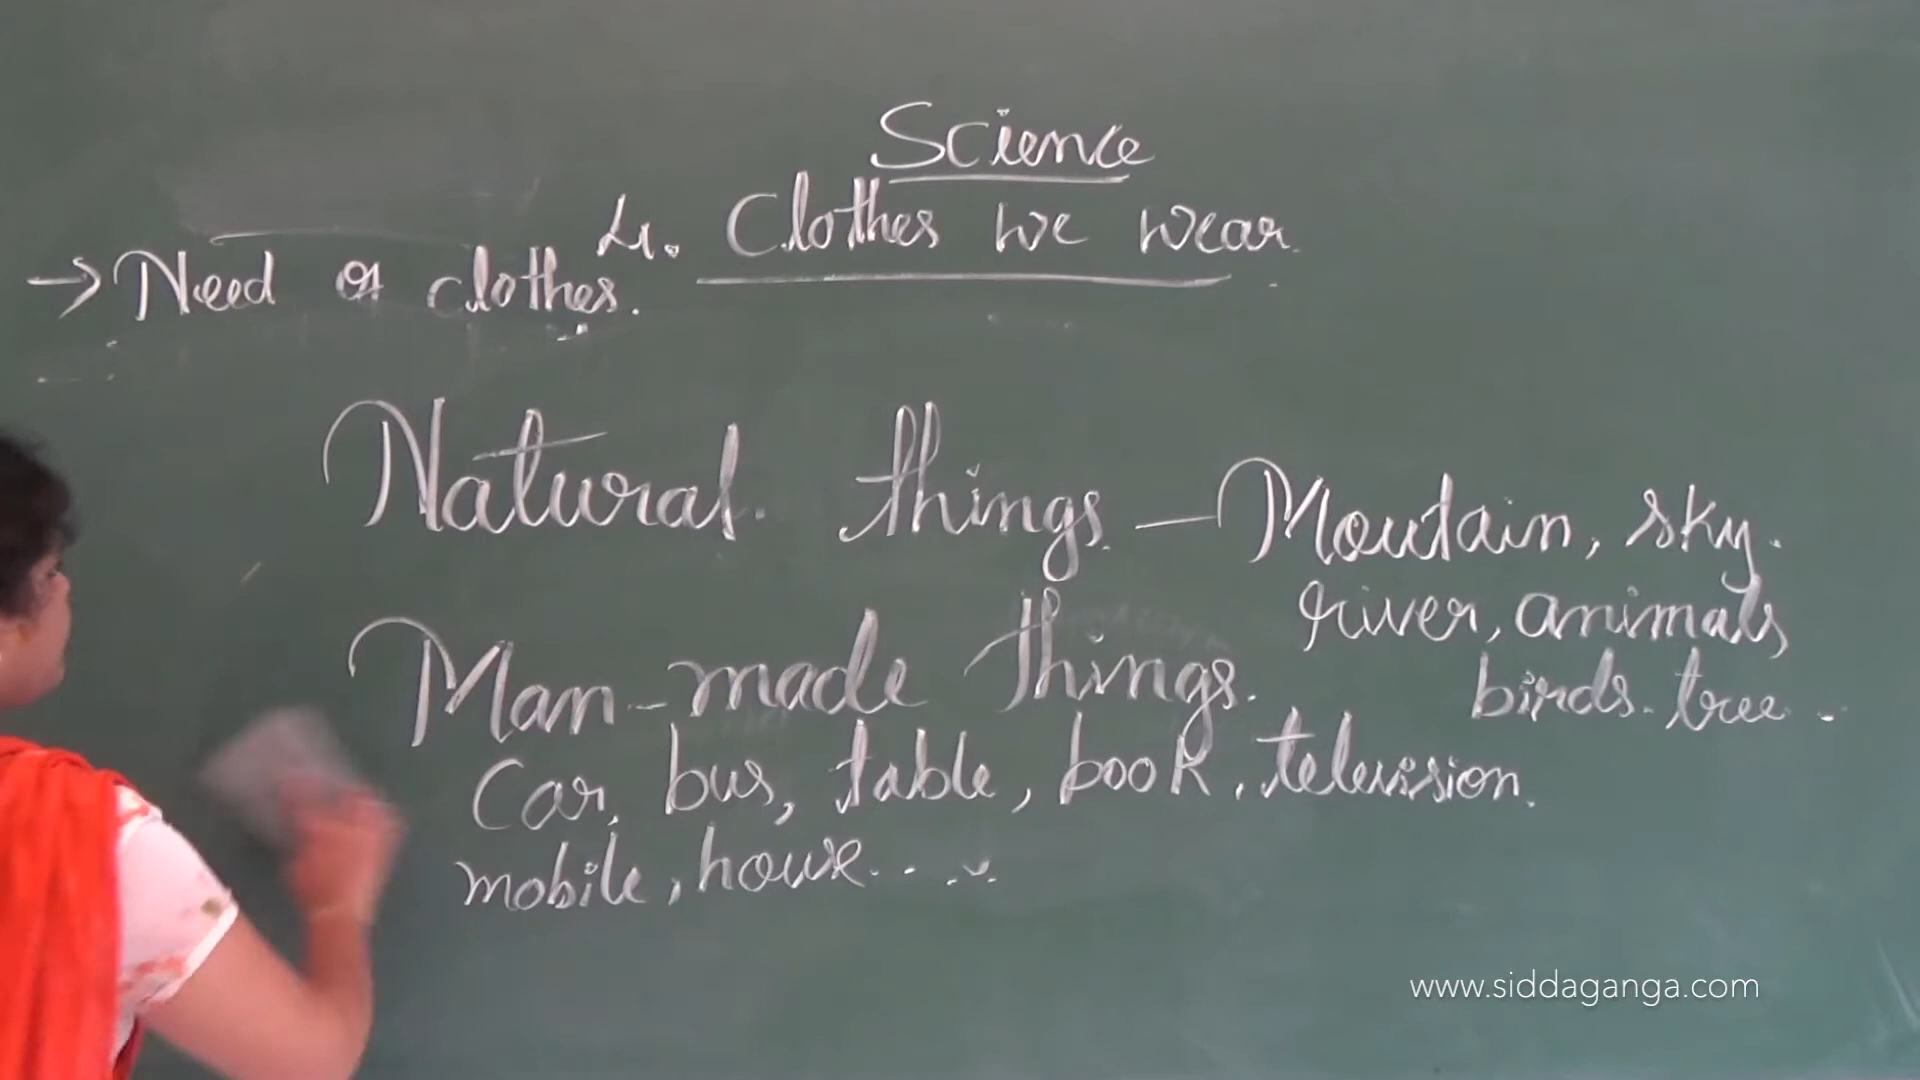 Science
4. Clothes we wear.
→ Need of clothes.
Natural things - Moutain, sky.
river, animals
birds. tree ..
Man-made things.
Car, bus, table, book, television.
mobile, house.....
www.siddaganga.com